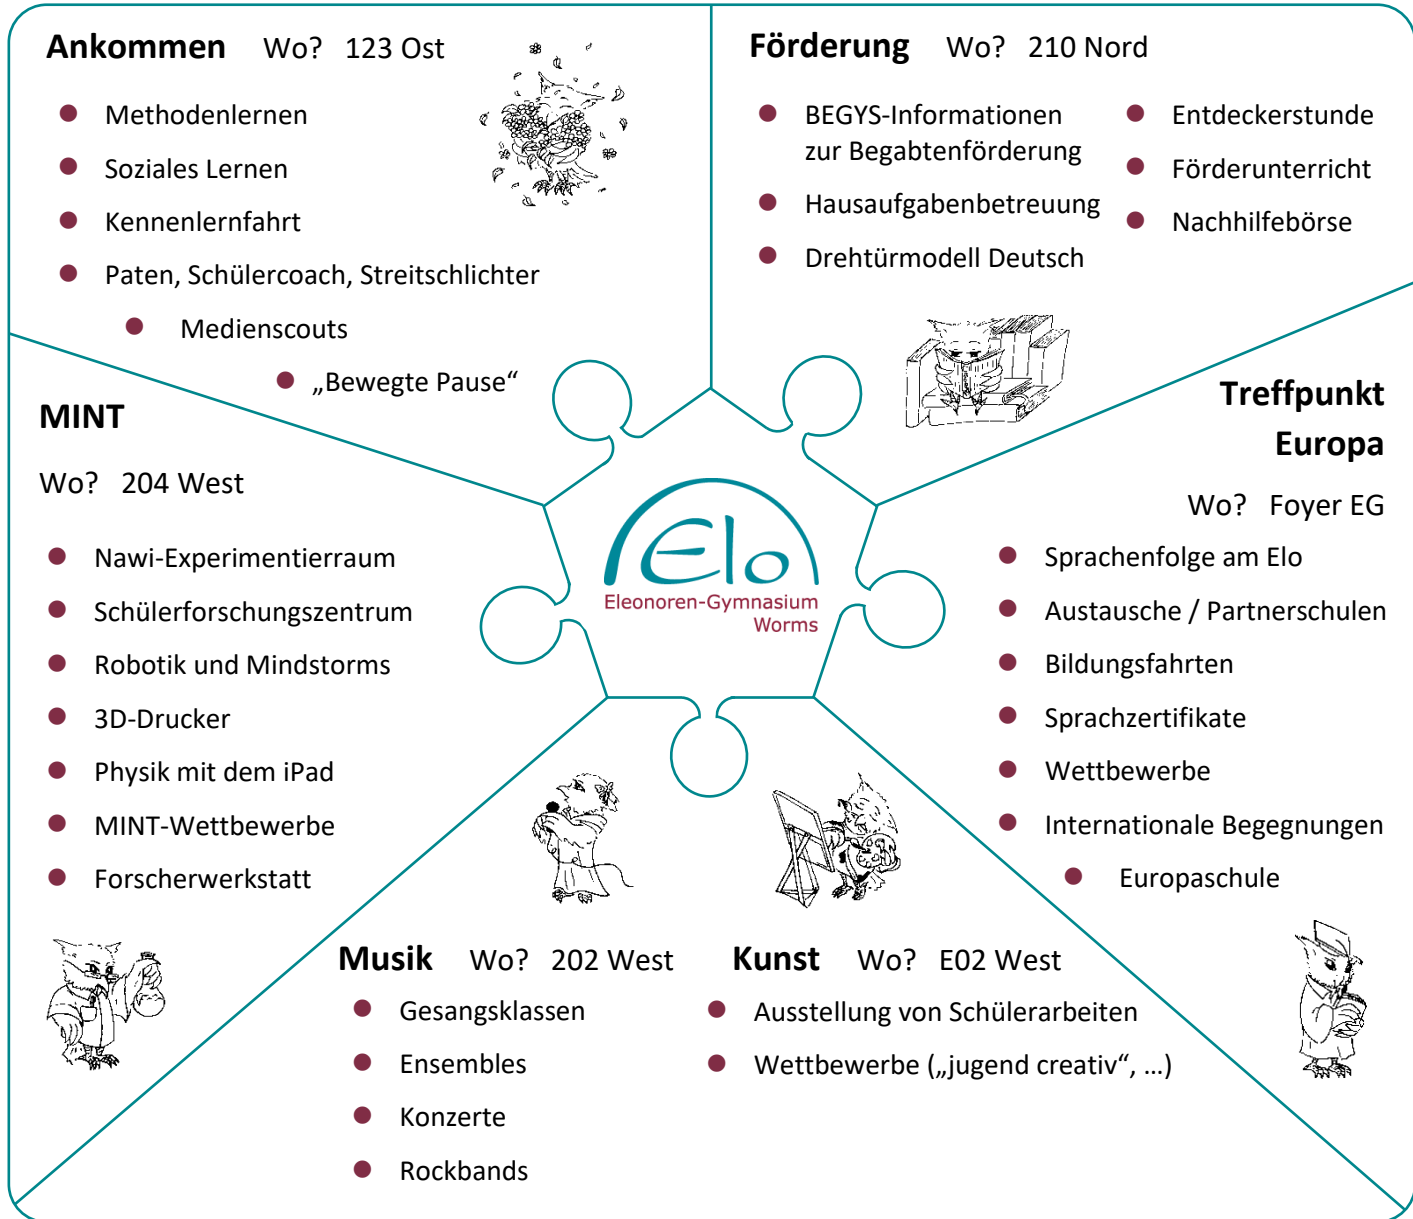 Ankommen Wo? 123 Ost
Methodenlernen
Soziales Lernen
Kennenlernfahrt
Paten, Schülercoach, Streitschlichter
Medienscouts
„Bewegte Pause“
Förderung Wo? 210 Nord
BEGYS-Informationen
zur Begabtenförderung
Hausaufgabenbetreuung
Drehtürmodell Deutsch
Entdeckerstunde
Förderunterricht
Nachhilfebörse
MINT
Wo? 204 West
Nawi-Experimentierraum
Schülerforschungszentrum
Robotik und Mindstorms
3D-Drucker
Physik mit dem iPad
MINT-Wettbewerbe
Forscherwerkstatt
Elo
Eleonoren-Gymnasium
Worms
Treffpunkt
Europa
Wo? Foyer EG
Sprachenfolge am Elo
Austausche / Partnerschulen
Bildungsfahrten
Sprachzertifikate
Wettbewerbe
Internationale Begegnungen
Europaschule
Musik Wo? 202 West
Gesangsklassen
Ensembles
Konzerte
Rockbands
Kunst Wo? E02 West
Ausstellung von Schülerarbeiten
Wettbewerbe („jugend creativ“, …)